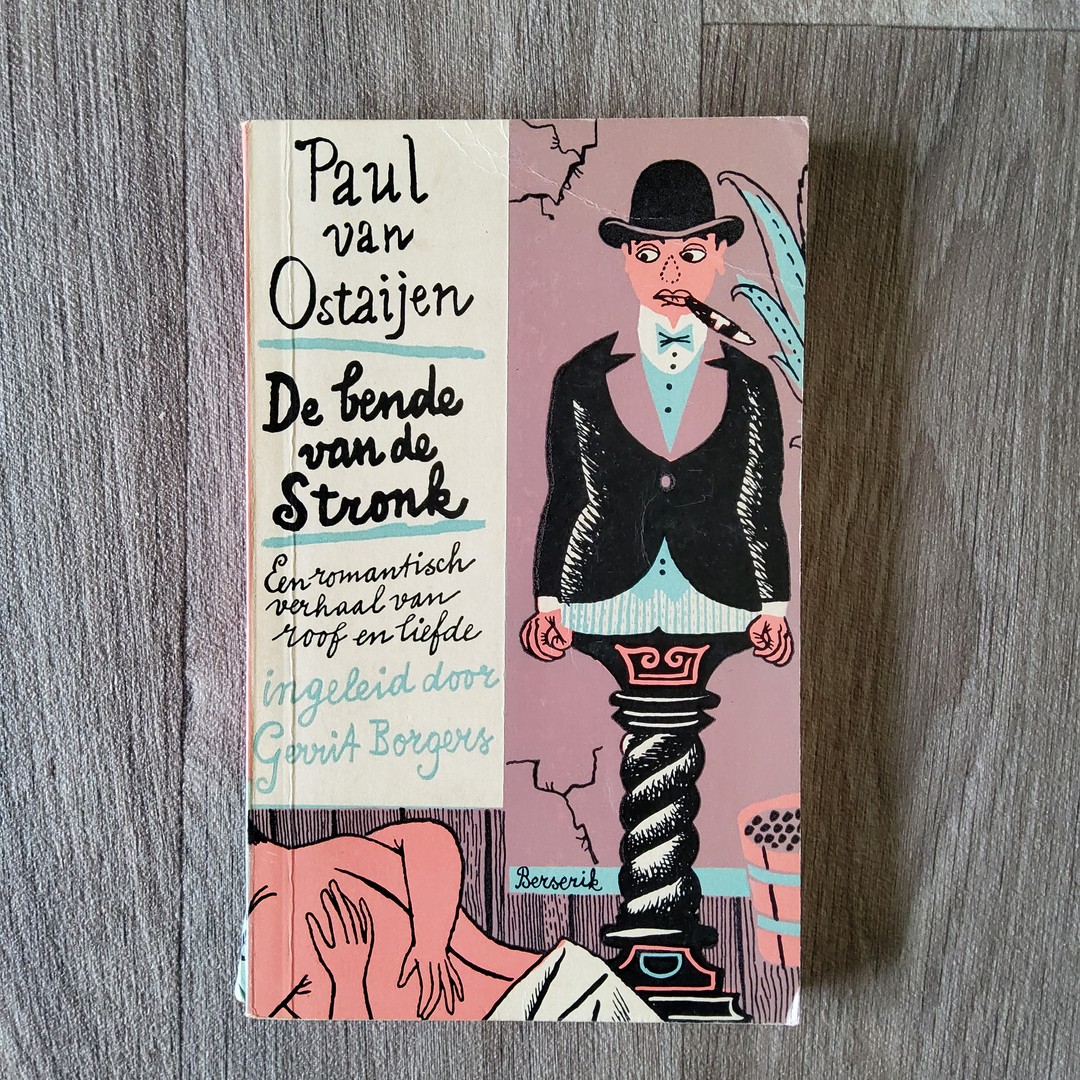 Paul
van
Ostaijen
De bende
van de
Stronk
Een romantisch
verhaal van
roof en liefde
ingeleid door
Gerrit Borgers
Berserik